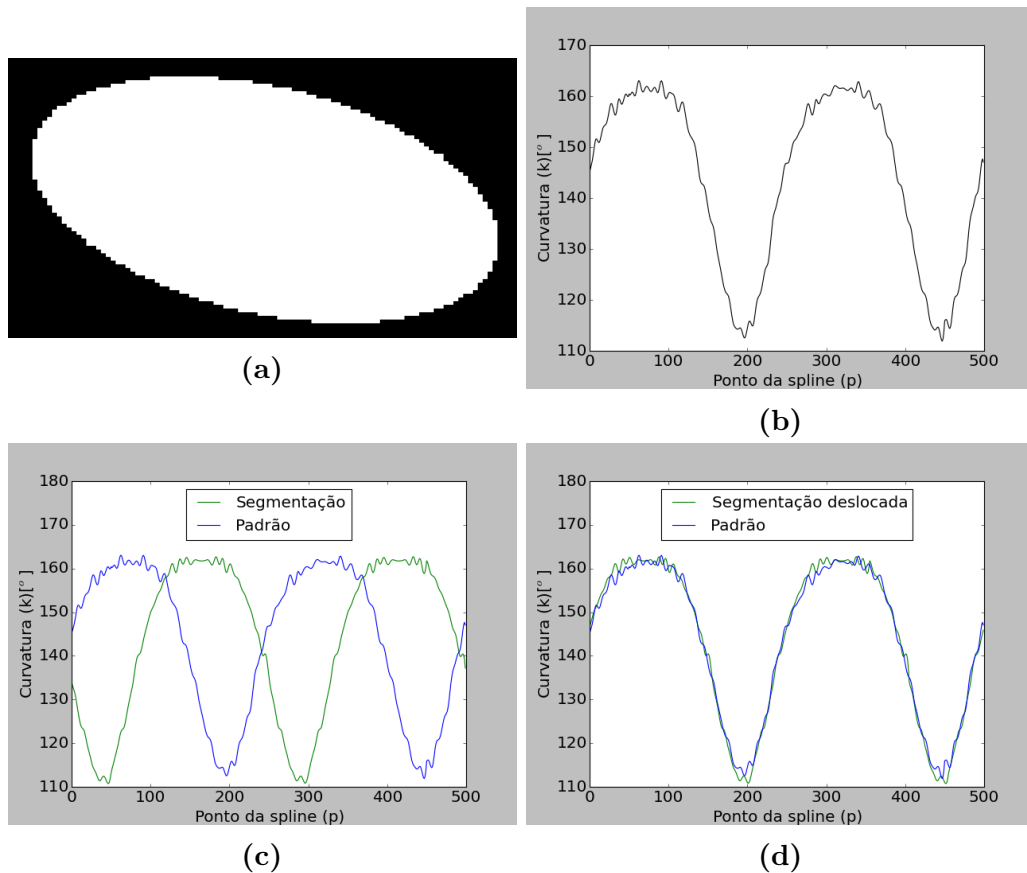 (a)
170
160
150
140
130
120
110
Curvatura (k)[º ]
0 100 200 300 400 500
Ponto da spline (p)
(b)
180
170
160
150
140
130
120
110
Curvatura (k)[º ]
Segmentação
Padrão
0 100 200 300 400 500
Ponto da spline (p)
(c)
180
170
160
150
140
130
120
110
Curvatura (k)[º ]
Segmentação deslocada
Padrão
0 100 200 300 400 500
Ponto da spline (p)
(d)